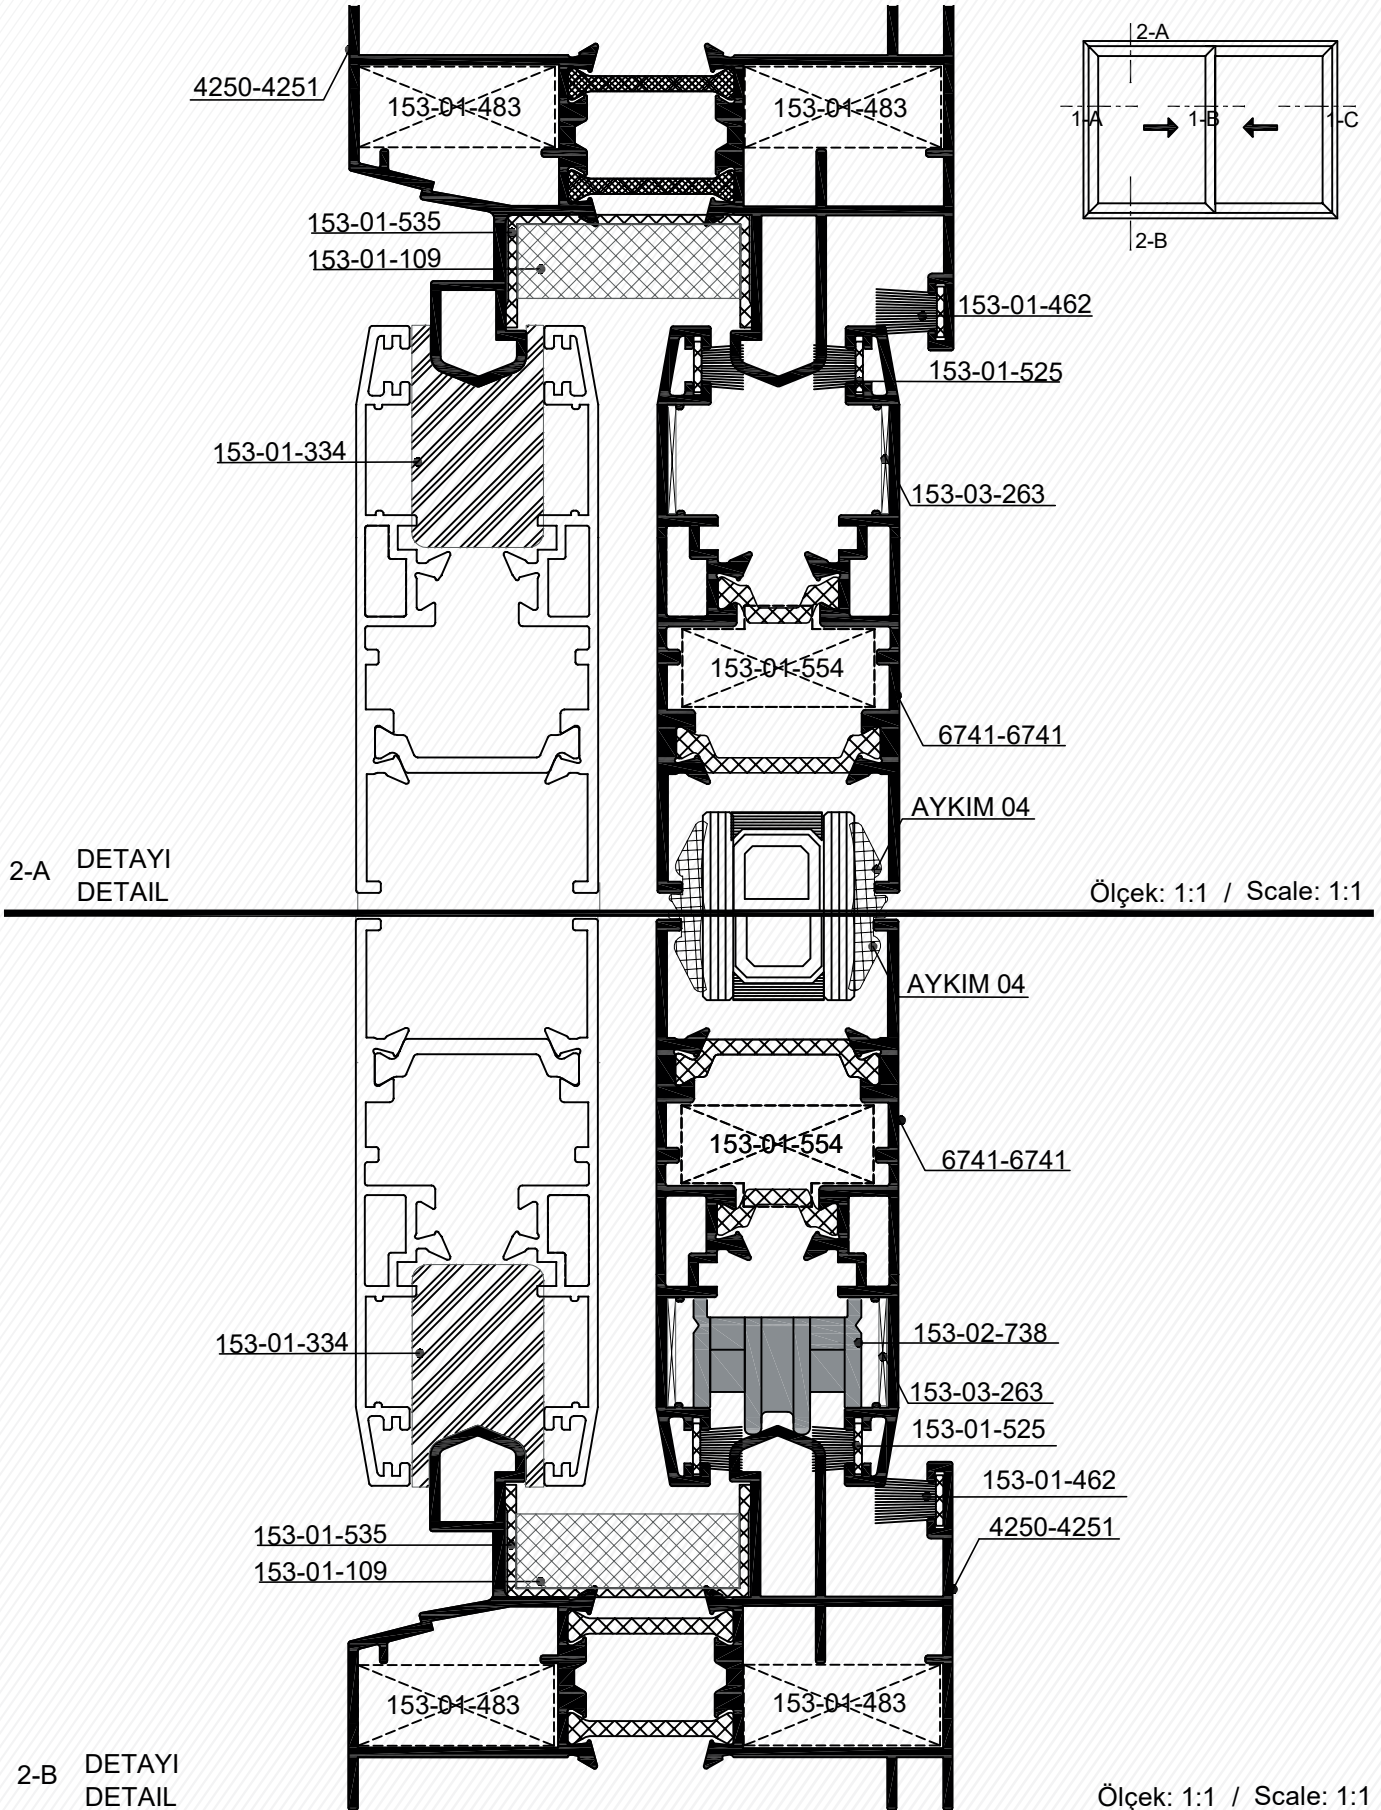 2-A
4250-4251
153-01-483
153-01-483
1-A
1-B
1-C
153-01-535
2-B
153-01-109
153-01-462
153-01-525
153-01-334
153-03-263
153-01-554
6741-6741
AYKIM 04
2-A DETAYI
DETAIL
Ölçek: 1:1 / Scale: 1:1
AYKIM 04
153-01-554
6741-6741
153-01-334
153-02-738
153-03-263
153-01-525
153-01-462
4250-4251
153-01-535
153-01-109
153-01-483
153-01-483
2-B DETAYI
DETAIL
Ölçek: 1:1 / Scale: 1:1